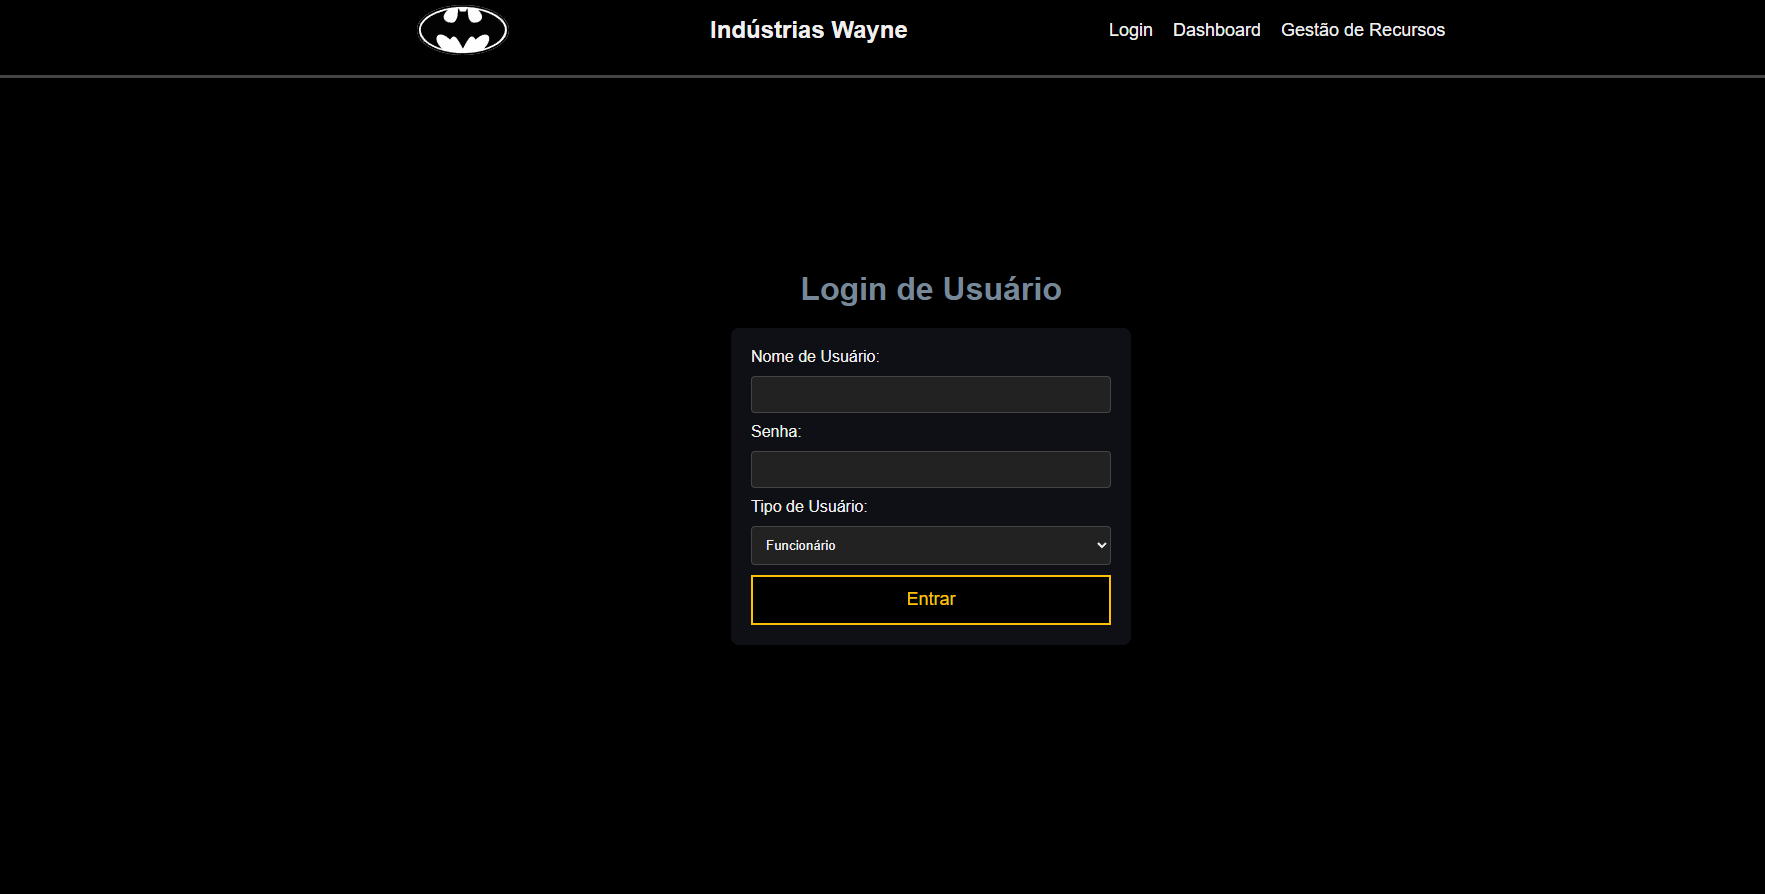 Indústrias Wayne
Login Dashboard Gestão de Recursos
Login de Usuário
Nome de Usuário:
Senha:
Tipo de Usuário:
Funcionário
Entrar